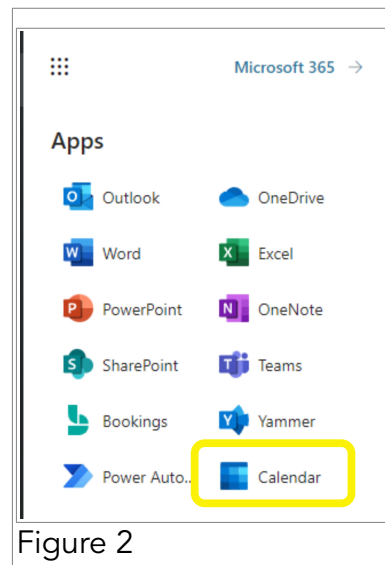 Microsoft 365 →
Apps
Outlook OneDrive
Word Excel
PowerPoint OneNote
SharePoint Teams
Bookings Yammer
Power Auto.. Calendar
Figure 2